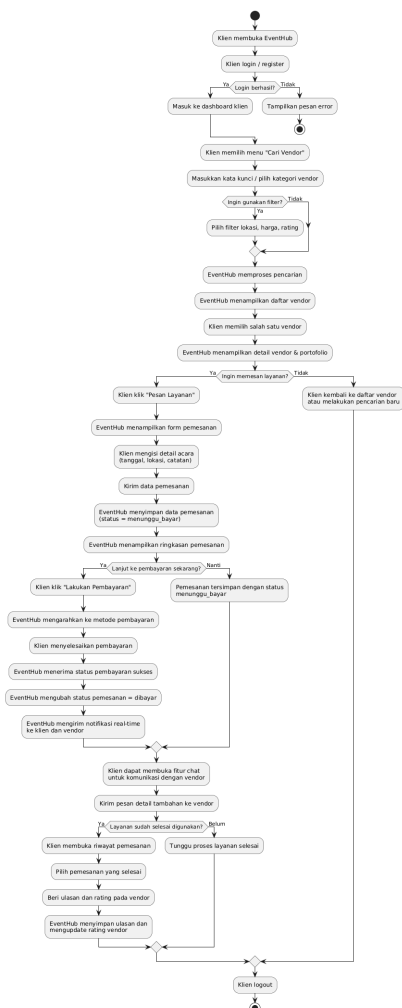 Klien membuka EventHub
Klien login / register
Ya
Login berhasil?
Tidak
Masuk ke dashboard klien
Tampilkan pesan error
Klien memilih menu "Cari Vendor"
Masukkan kata kunci / pilih kategori vendor
Ingin gunakan filter?
Tidak
Ya
Pilih filter lokasi, harga, rating
EventHub memproses pencarian
EventHub menampilkan daftar vendor
Klien memilih salah satu vendor
EventHub menampilkan detail vendor & portofolio
Ya
Ingin memesan layanan?
Tidak
Klien klik "Pesan Layanan"
Klien kembali ke daftar vendor
atau melakukan pencarian baru
EventHub menampilkan form pemesanan
Klien mengisi detail acara
(tanggal, lokasi, catatan)
Kirim data pemesanan
EventHub menyimpan data pemesanan
(status = menunggu_bayar)
EventHub menampilkan ringkasan pemesanan
Ya
Lanjut ke pembayaran sekarang?
Nanti
Klien klik "Lakukan Pembayaran"
Pemesanan tersimpan dengan status
menunggu_bayar
EventHub mengarahkan ke metode pembayaran
Klien menyelesaikan pembayaran
EventHub menerima status pembayaran sukses
EventHub mengubah status pemesanan = dibayar
EventHub mengirim notifikasi real-time
ke klien dan vendor
Klien dapat membuka fitur chat
untuk komunikasi dengan vendor
Kirim pesan detail tambahan ke vendor
Ya
Layanan sudah selesai digunakan?
Belum
Klien membuka riwayat pemesanan
Tunggu proses layanan selesai
Pilih pemesanan yang selesai
Beri ulasan dan rating pada vendor
EventHub menyimpan ulasan dan
mengupdate rating vendor
Klien logout